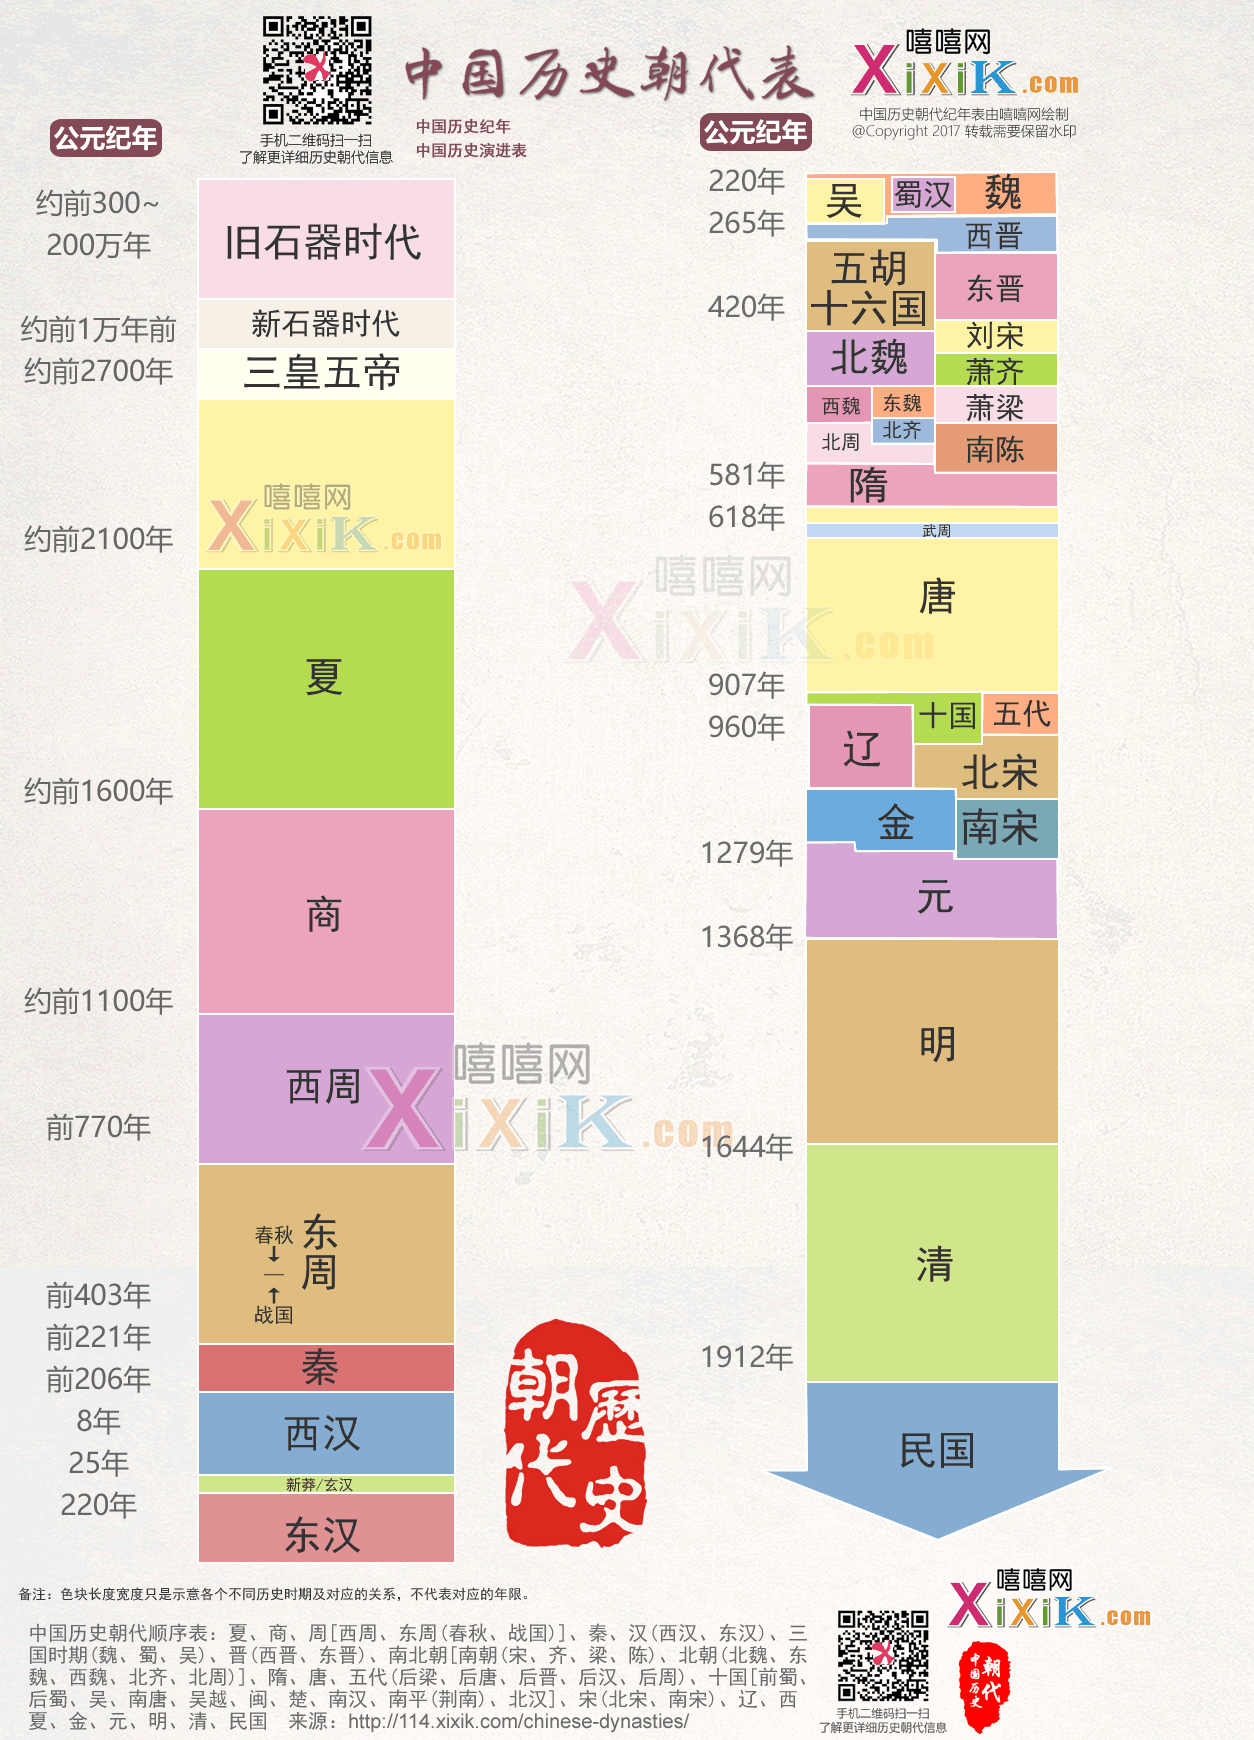 中国历史朝代表
中国历史纪年
中国历史演进表
手机二维码扫一扫
了解更详细历史朝代信息
嘻嘻网
XiXiK.com
中国历史朝代纪年表由嘻嘻网绘制
@Copyright 2017 转载需要保留水印
公元纪年
约前300~
200万年
旧石器时代
约前1万年前
新石器时代
约前2700年
三皇五帝
嘻嘻网
XiXiK.com
约前2100年
夏
约前1600年
商
约前1100年
西周
前770年
东周
春秋
战国
前403年
前221年
秦
前206年
西汉
8年
新莽/玄汉
25年
220年
东汉
嘻嘻网
XiXiK.com
嘻嘻网
XiXiK.com
朝代
歷史
公元纪年
220年
吴
蜀汉
魏
265年
西晋
五胡
十六国
东晋
420年
刘宋
北魏
萧齐
西魏
东魏
萧梁
北周
北齐
南陈
581年
隋
618年
武周
唐
907年
十国
五代
960年
辽
北宋
金
南宋
1279年
元
1368年
明
1644年
清
1912年
民国
备注：色块长度宽度只是示意各个不同历史时期及对应的关系，不代表对应的年限。
中国历史朝代顺序表：夏、商、周[西周、东周(春秋、战国)]、秦、汉(西汉、东汉)、三
国时期(魏、蜀、吴)、晋(西晋、东晋)、南北朝[南朝(宋、齐、梁、陈)、北朝(北魏、东
魏、西魏、北齐、北周)]、隋、唐、五代(后梁、后唐、后晋、后汉、后周)、十国[前蜀、
后蜀、吴、南唐、吴越、闽、楚、南汉、南平(荆南)、北汉]、宋(北宋、南宋)、辽、西
夏、金、元、明、清、民国 来源：http://114.xixik.com/chinese-dynasties/
嘻嘻网
XiXiK.com
手机二维码扫一扫
了解更详细历史朝代信息
朝代
中国历史